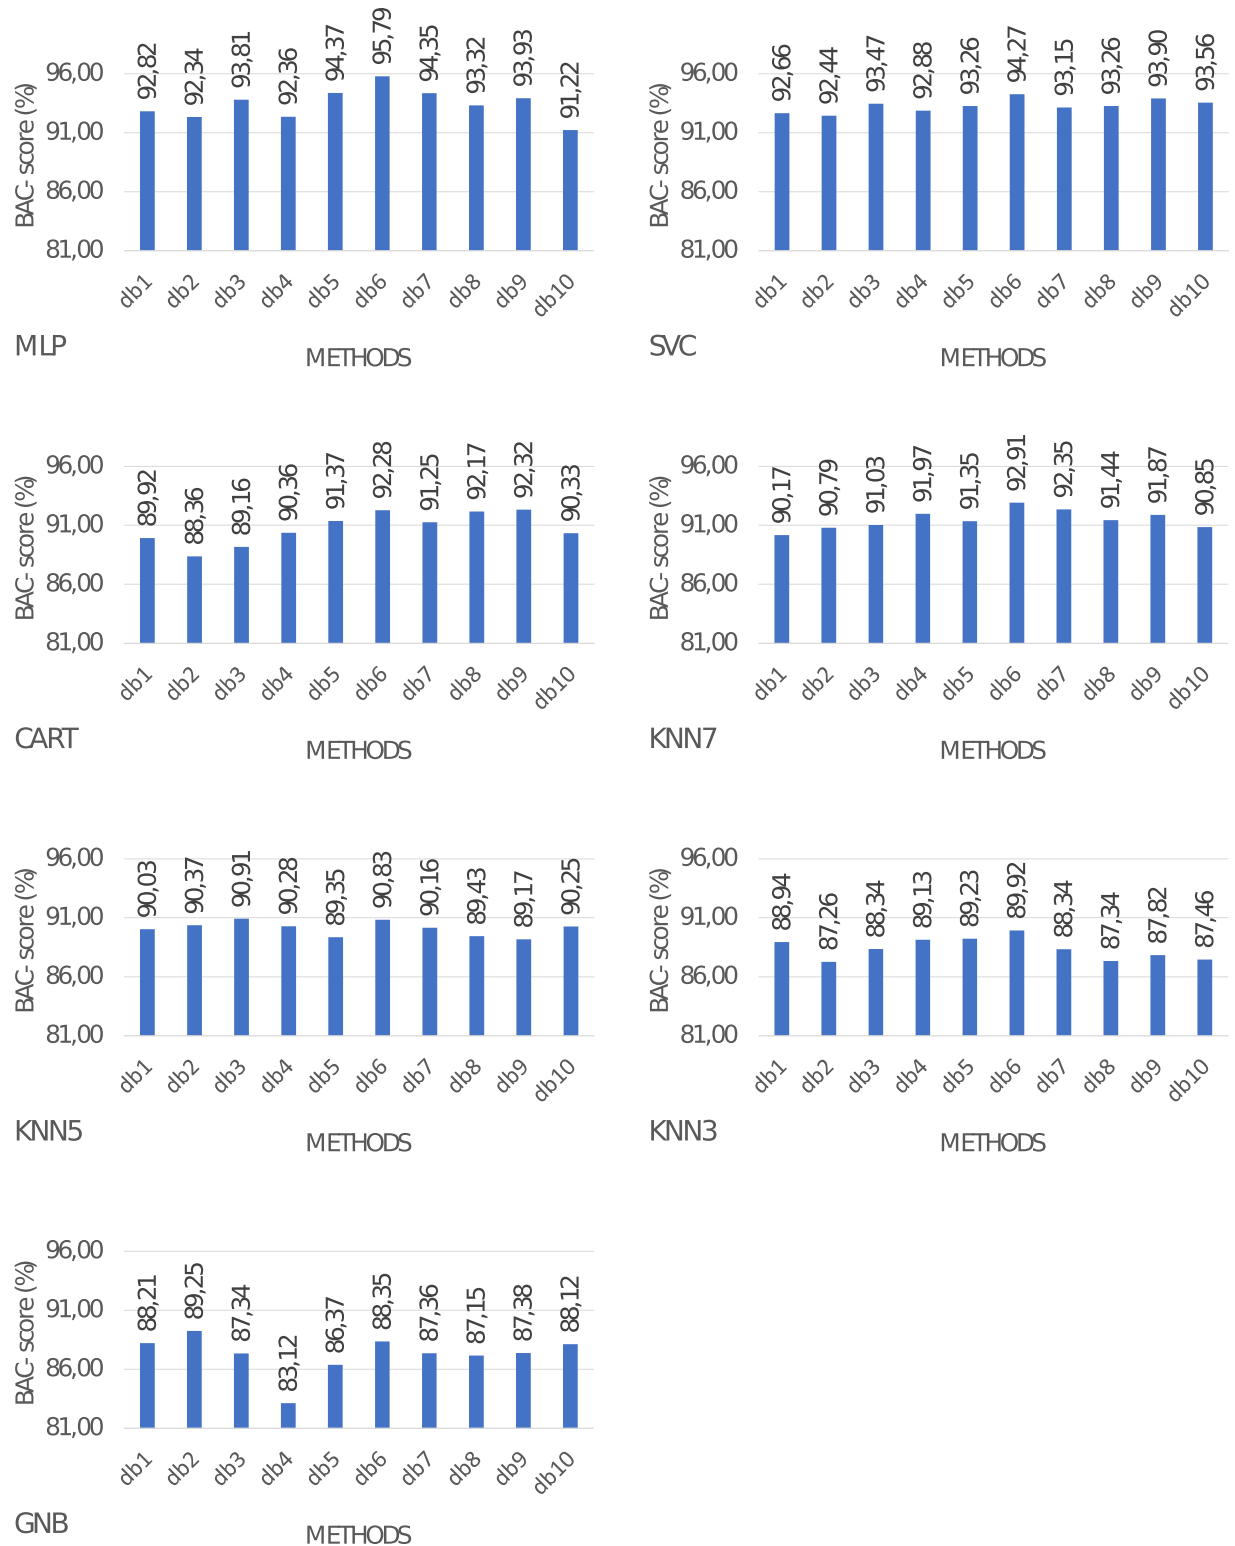 92,82 92,34 93,81 92,36 94,37 95,79 94,35 93,32 93,93 91,22
BAC- score (%)
96,00
91,00
86,00
81,00
db1 db2 db3 db4 db5 db6 db7 db8 db9 db10
MLP
METHODS
92,66 92,44 93,47 92,88 93,26 94,27 93,15 93,26 93,90 93,56
BAC- score (%)
96,00
91,00
86,00
81,00
db1 db2 db3 db4 db5 db6 db7 db8 db9 db10
SVC
METHODS
89,92 88,36 89,16 90,36 91,37 92,28 91,25 92,17 92,32 90,33
BAC- score (%)
96,00
91,00
86,00
81,00
db1 db2 db3 db4 db5 db6 db7 db8 db9 db10
CART
METHODS
90,17 90,79 91,03 91,97 91,35 92,91 92,35 91,44 91,87 90,85
BAC- score (%)
96,00
91,00
86,00
81,00
db1 db2 db3 db4 db5 db6 db7 db8 db9 db10
KNN7
METHODS
90,03 90,37 90,91 90,28 89,35 90,83 90,16 89,43 89,17 90,25
BAC- score (%)
96,00
91,00
86,00
81,00
db1 db2 db3 db4 db5 db6 db7 db8 db9 db10
KNN5
METHODS
88,94 87,26 88,34 89,13 89,23 89,92 88,34 87,34 87,82 87,46
BAC- score (%)
96,00
91,00
86,00
81,00
db1 db2 db3 db4 db5 db6 db7 db8 db9 db10
KNN3
METHODS
88,21 89,25 87,34 83,12 86,37 88,35 87,36 87,15 87,38 88,12
BAC- score (%)
96,00
91,00
86,00
81,00
db1 db2 db3 db4 db5 db6 db7 db8 db9 db10
GNB
METHODS